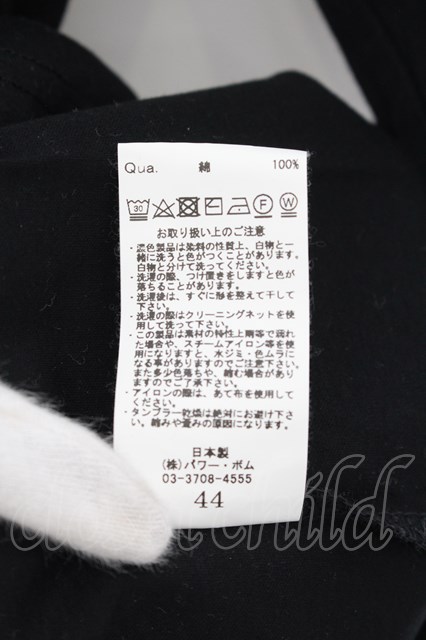 Qua. 綿 100%
30 F W
お取り扱い上のご注意
・濃色製品は染料の性質上、白物と一
緒に洗うと色がつくことがあります。
白物と分けて洗ってください。
・洗濯の際、つけ置きをしますと色が
落ちることがあります。
・洗濯後は、すぐに形を整えて干して
下さい。
・洗濯の際はクリーニングネットを使
用して洗って下さい。
・この製品は素材の特性上雨等で濡れ
た場合や、スチームアイロン等を使
用になりますと、水ジミ・色ムラに
なる事がありますのでご注意下さい。
また多少色落ちや、縮む場合があり
ますのでご了承下さい。
・アイロンの際は、あて布を使用して
ください。
・タンブラー乾燥は絶対にお避け下さ
い。縮みや歪みの原因になります。
日本製
(株)パワー・ボム
03-3708-4555
44
child